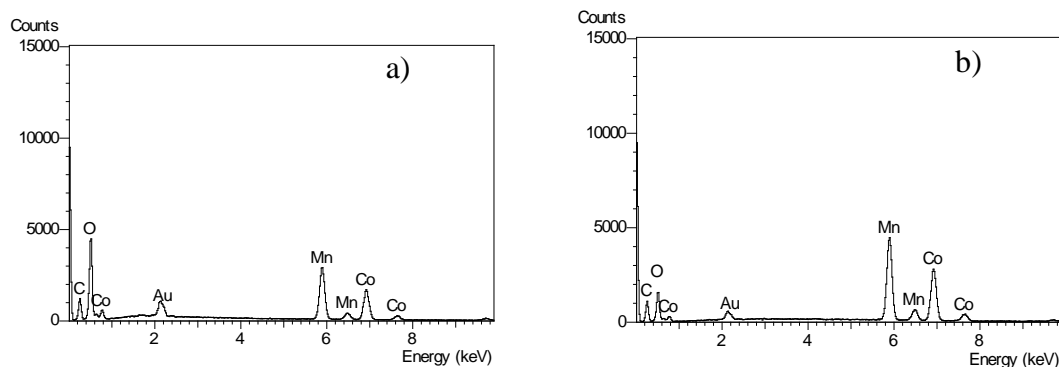 Counts
15000
a)
10000
O
5000
Mn
Co
C
Co
Au
Mn
Co
0
2
4
6
8
Energy (keV)
Counts
15000
b)
10000
Mn
5000
Co
O
C
Co
Au
Mn
Co
0
2
4
6
8
Energy (keV)